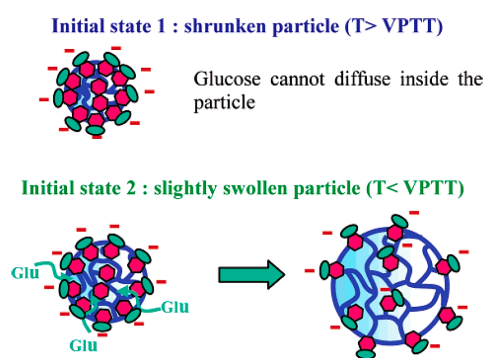 Initial state 1 : shrunken particle (T> VPTT)
Glucose cannot diffuse inside the
particle
Initial state 2 : slightly swollen particle (T< VPTT)
Glu
Glu
Glu